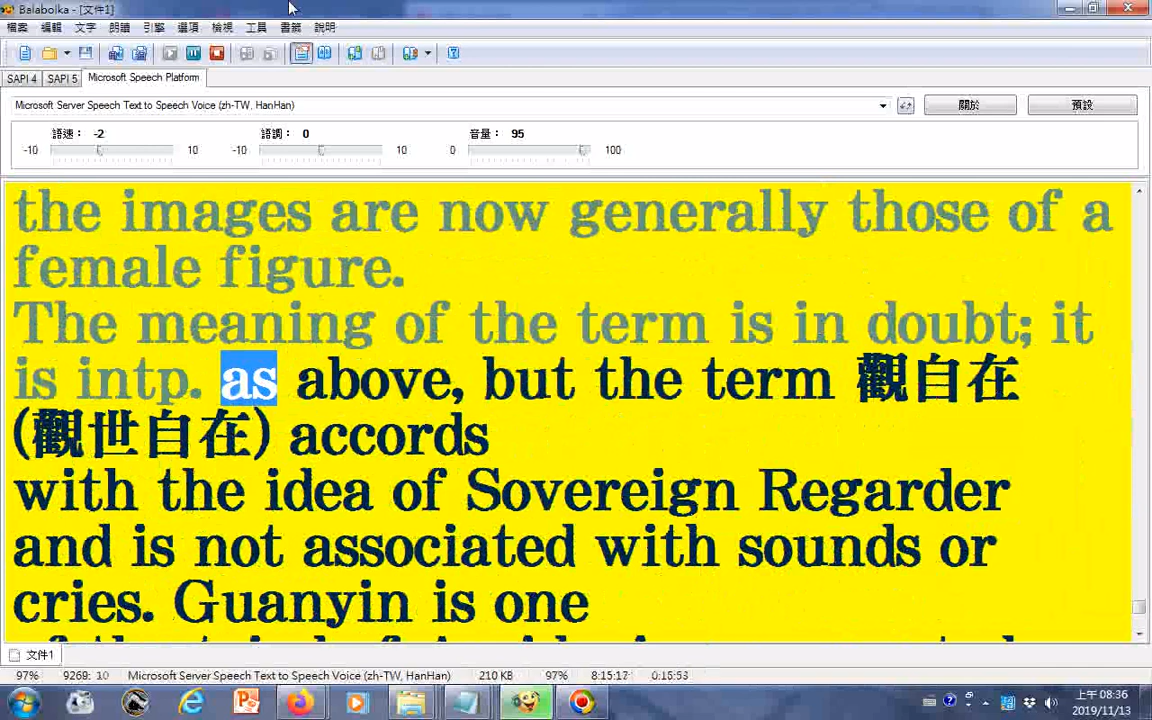 Balabolka - [文件1]
檔案 編輯 文字 朗讀 引擎 選項 檢視 工具 書籤 說明
SAPI 4 SAPI 5 Microsoft Speech Platform
Microsoft Server Speech Text to Speech Voice (zh-TW, HanHan) 關於 預設
語速： -2 語調： 0 音量： 95
-10 10 -10 10 0 100
the images are now generally those of a
female figure.
The meaning of the term is in doubt; it
is intp. as above, but the term 觀自在
(觀世自在) accords
with the idea of Sovereign Regarder
and is not associated with sounds or
cries. Guanyin is one
文件1
97% 9268: 10 Microsoft Server Speech Text to Speech Voice (zh-TW, HanHan) 210 KB 97% 8:15:17 0:15:53
上午 08:36
2019/11/13